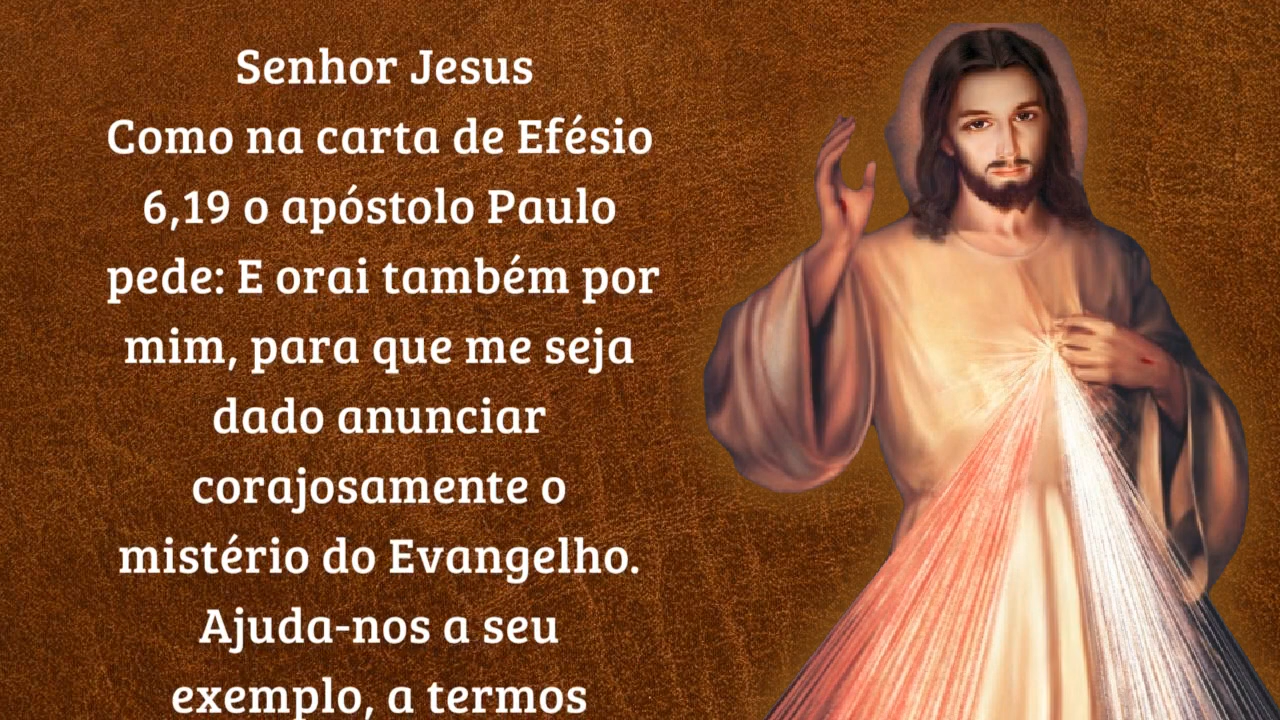 Senhor Jesus
Como na carta de Efésio
6,19 o apóstolo Paulo
pede: E orai também por
mim, para que me seja
dado anunciar
corajosamente o
mistério do Evangelho.
Ajuda-nos a seu
exemplo, a termos